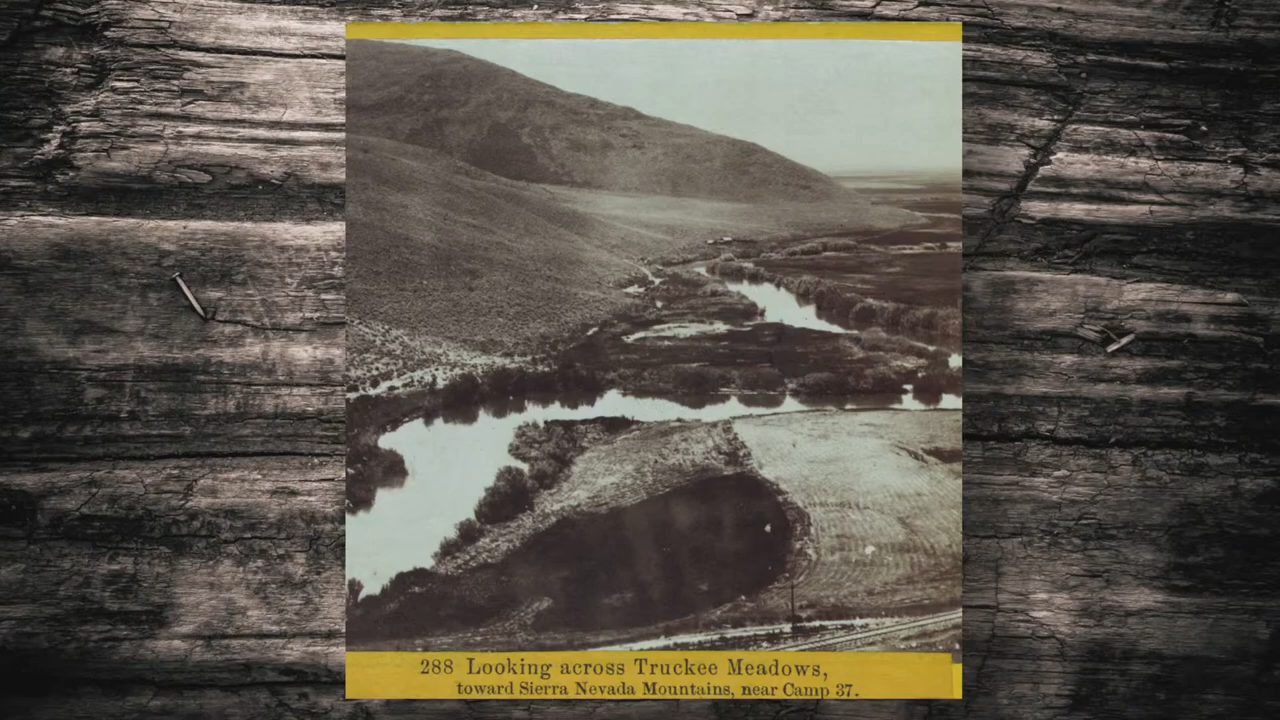 288 Looking across Truckee Meadows,
toward Sierra Nevada Mountains, near Camp 37.